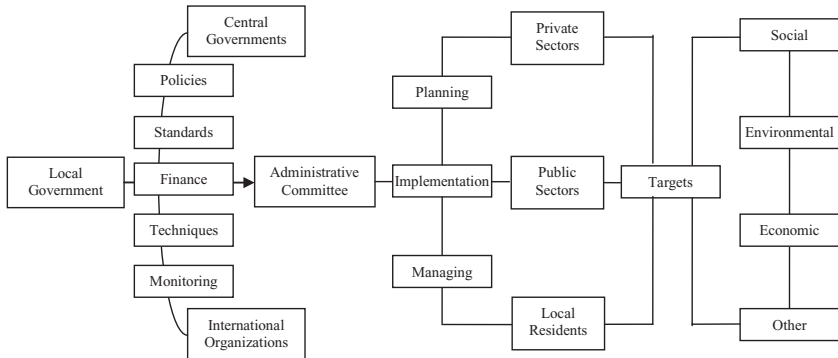 Central
Governments
Policies
Standards
Local
Government
Finance
Techniques
Monitoring
International
Organizations
Administrative
Committee
Planning
Implementation
Managing
Private
Sectors
Public
Sectors
Local
Residents
Targets
Social
Environmental
Economic
Other